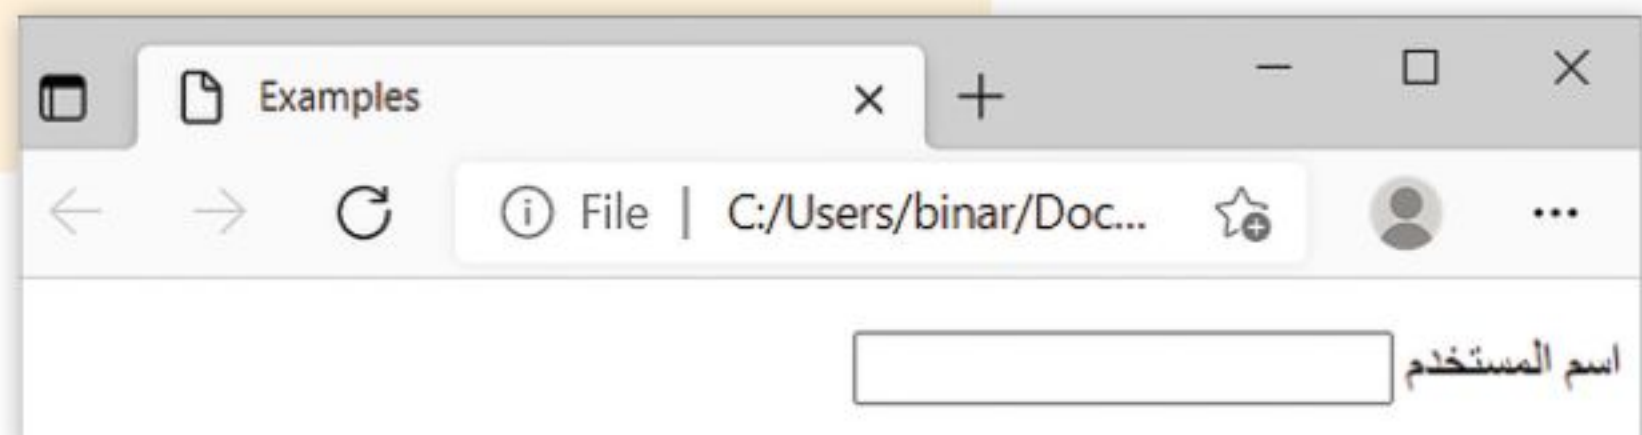 Examples
File | C:/Users/binar/Doc...
اسم المستخدم